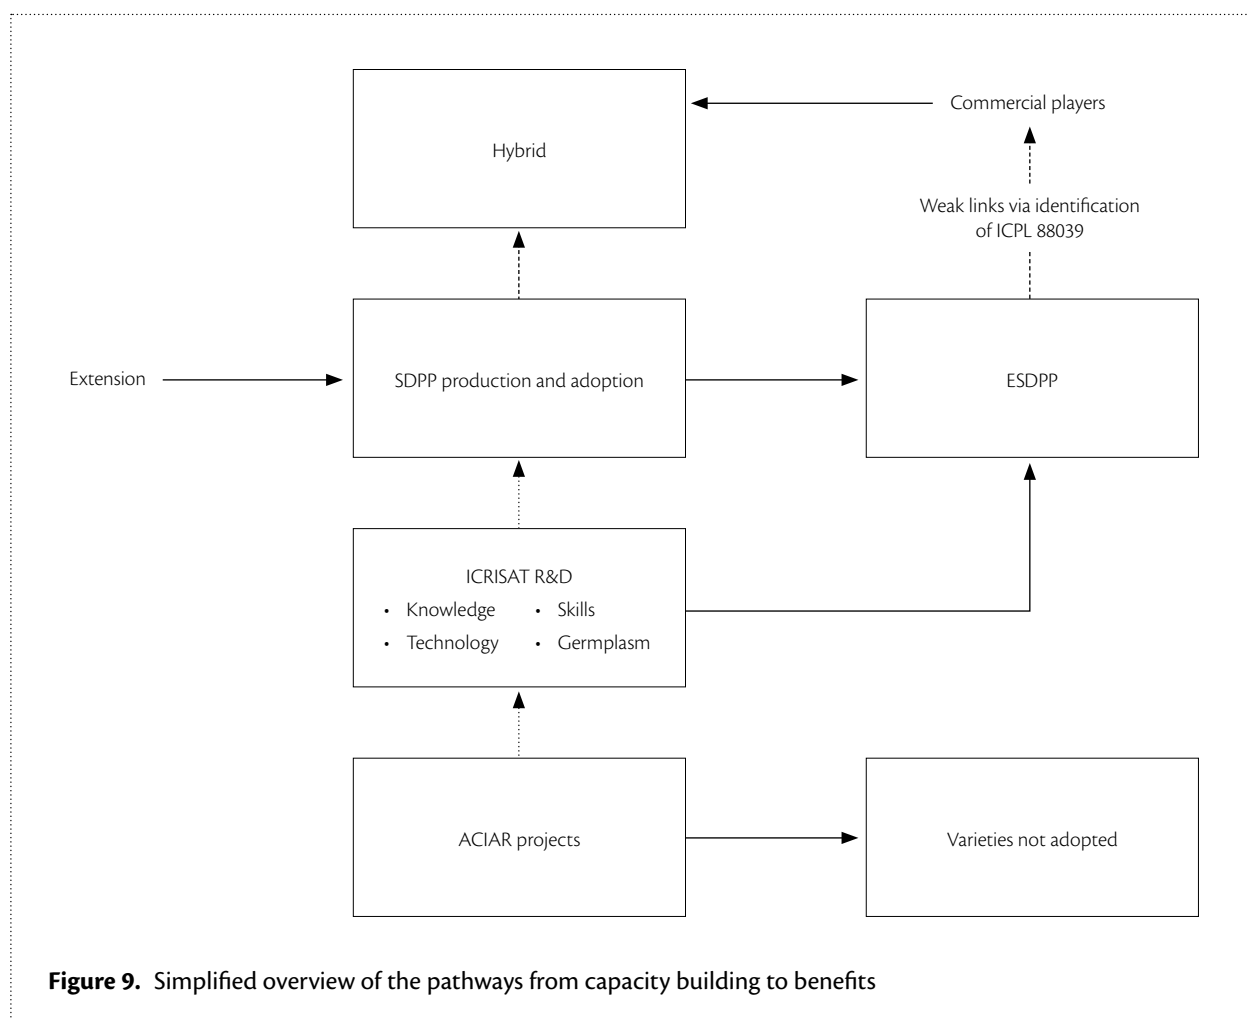 Hybrid
Commercial players
Weak links via identification
of ICPL 88039
Extension
SDPP production and adoption
ESDPP
ICRISAT R&D
• Knowledge • Skills
• Technology • Germplasm
ACIAR projects
Varieties not adopted
Figure 9. Simplified overview of the pathways from capacity building to benefits